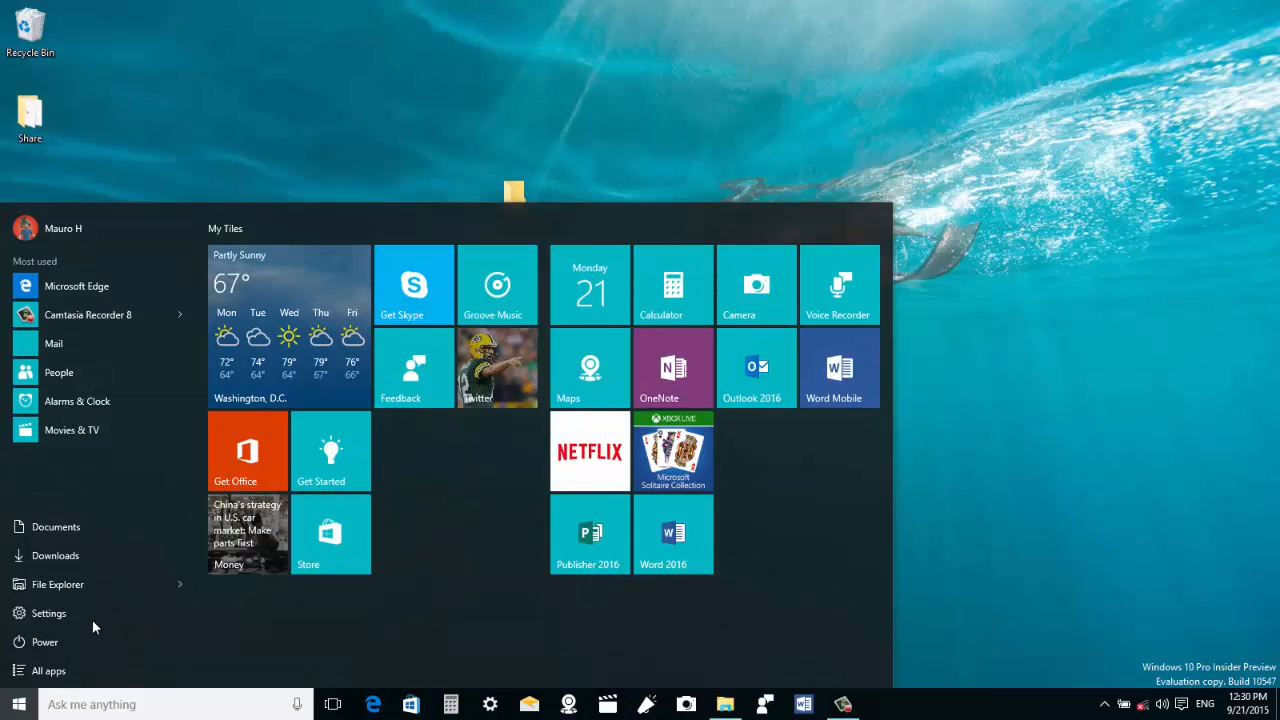 Recycle Bin
Share
Mauro H
Most used
Microsoft Edge
Camtasia Recorder 8
Mail
People
Alarms & Clock
Movies & TV
Documents
Downloads
File Explorer
Settings
Power
All apps
My Tiles
Partly Sunny
67°
Mon Tue Wed Thu Fri
72° 74° 79° 79° 76°
64° 64° 64° 67° 66°
Washington, D.C.
Get Skype
Groove Music
Feedback
Twitter
Get Office
Get Started
China's strategy
in U.S. car
market: Make
parts first
Money
Store
Monday
21
Calculator
Camera
Voice Recorder
Maps
OneNote
Outlook 2016
Word Mobile
NETFLIX
XBOX LIVE
Microsoft
Solitaire Collection
Publisher 2016
Word 2016
Windows 10 Pro Insider Preview
Evaluation copy. Build 10547
Ask me anything
ENG
12:30 PM
9/21/2015